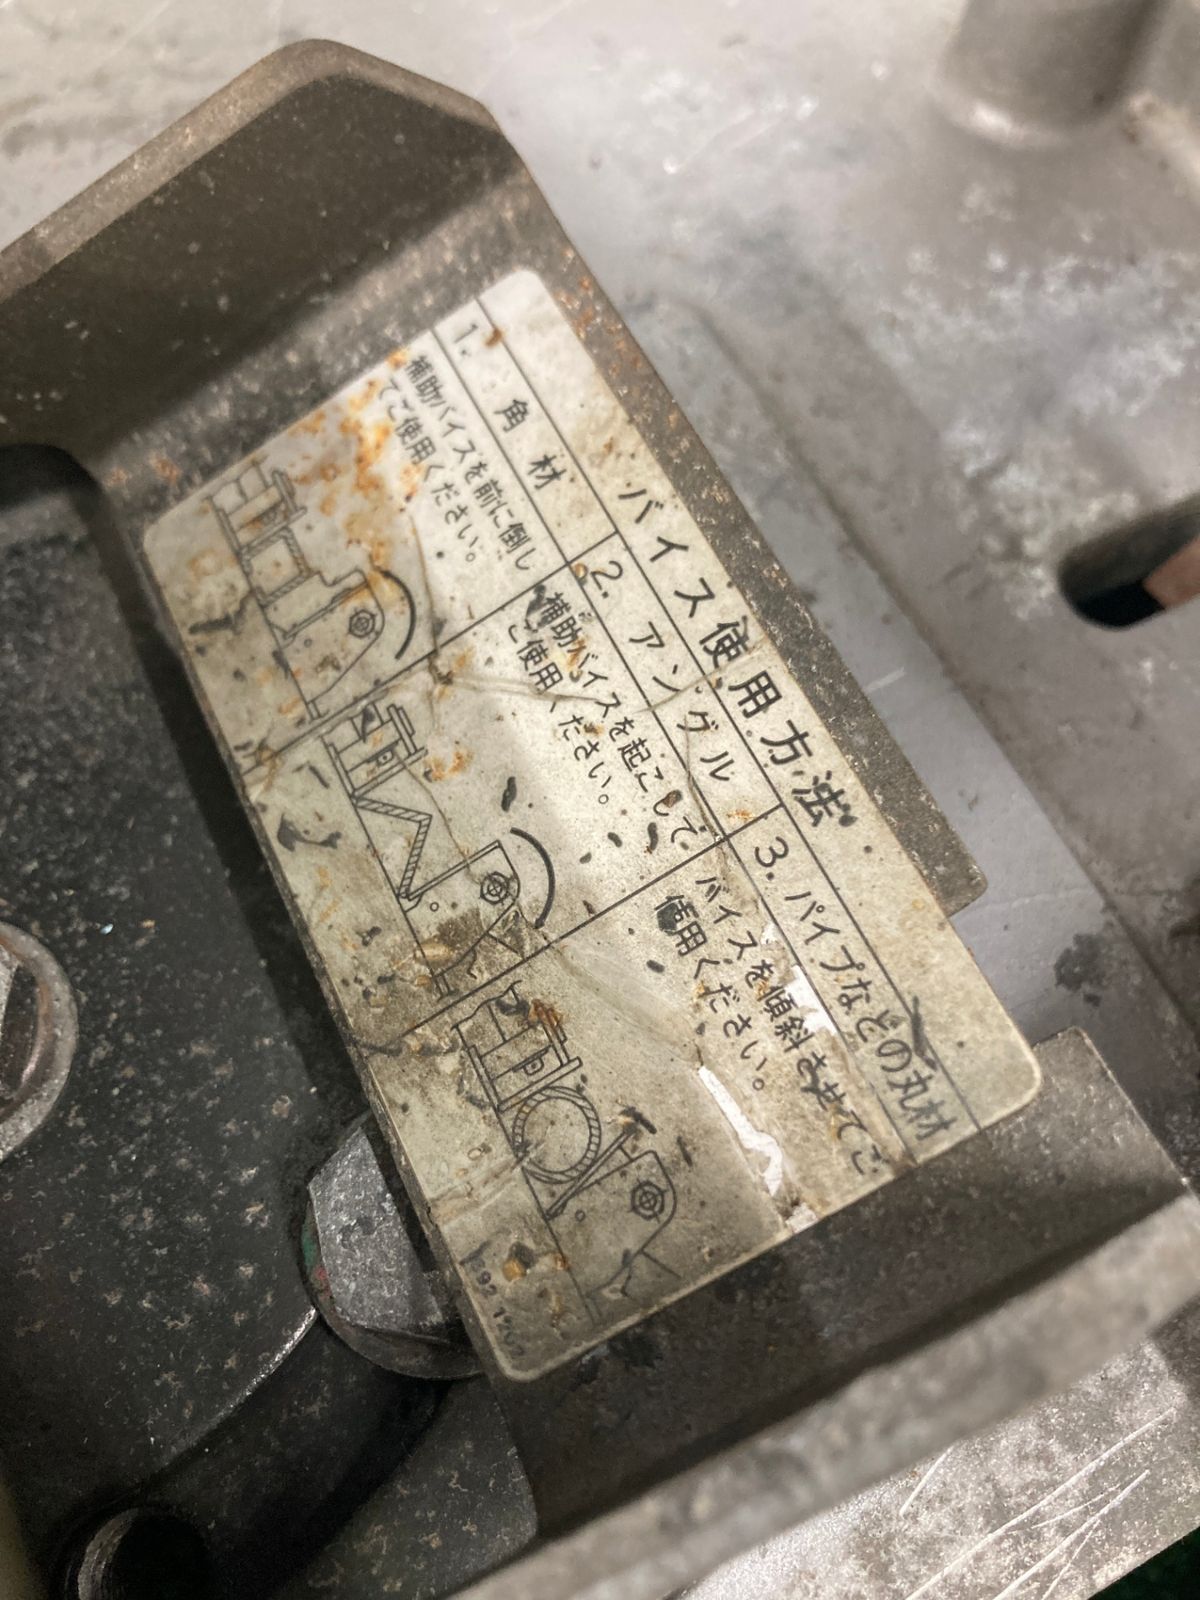 バイス使用方法
1. 角材
補助バイスを前に倒し
てご使用ください。
2. アングル
補助バイスを起こして
ご使用ください。
3. パイプなどの丸材
バイスを傾斜させてご
使用ください。